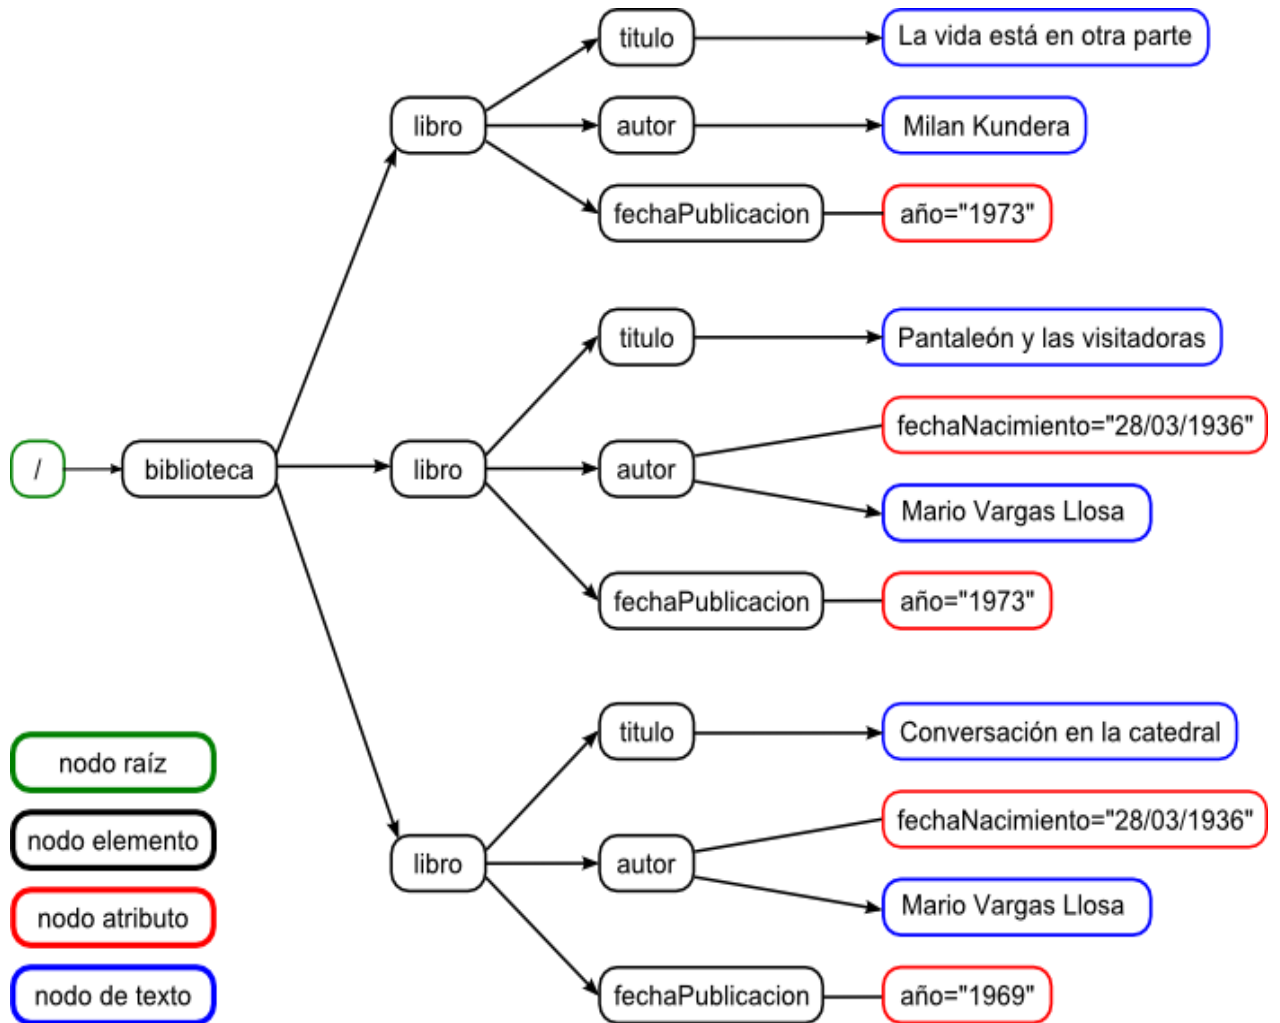 titulo
La vida está en otra parte
libro
autor
Milan Kundera
fechaPublicacion
año="1973"
titulo
Pantaleón y las visitadoras
fechaNacimiento="28/03/1936"
/
biblioteca
libro
autor
Mario Vargas Llosa
fechaPublicacion
año="1973"
titulo
Conversación en la catedral
fechaNacimiento="28/03/1936"
libro
autor
Mario Vargas Llosa
fechaPublicacion
año="1969"
nodo raíz
nodo elemento
nodo atributo
nodo de texto